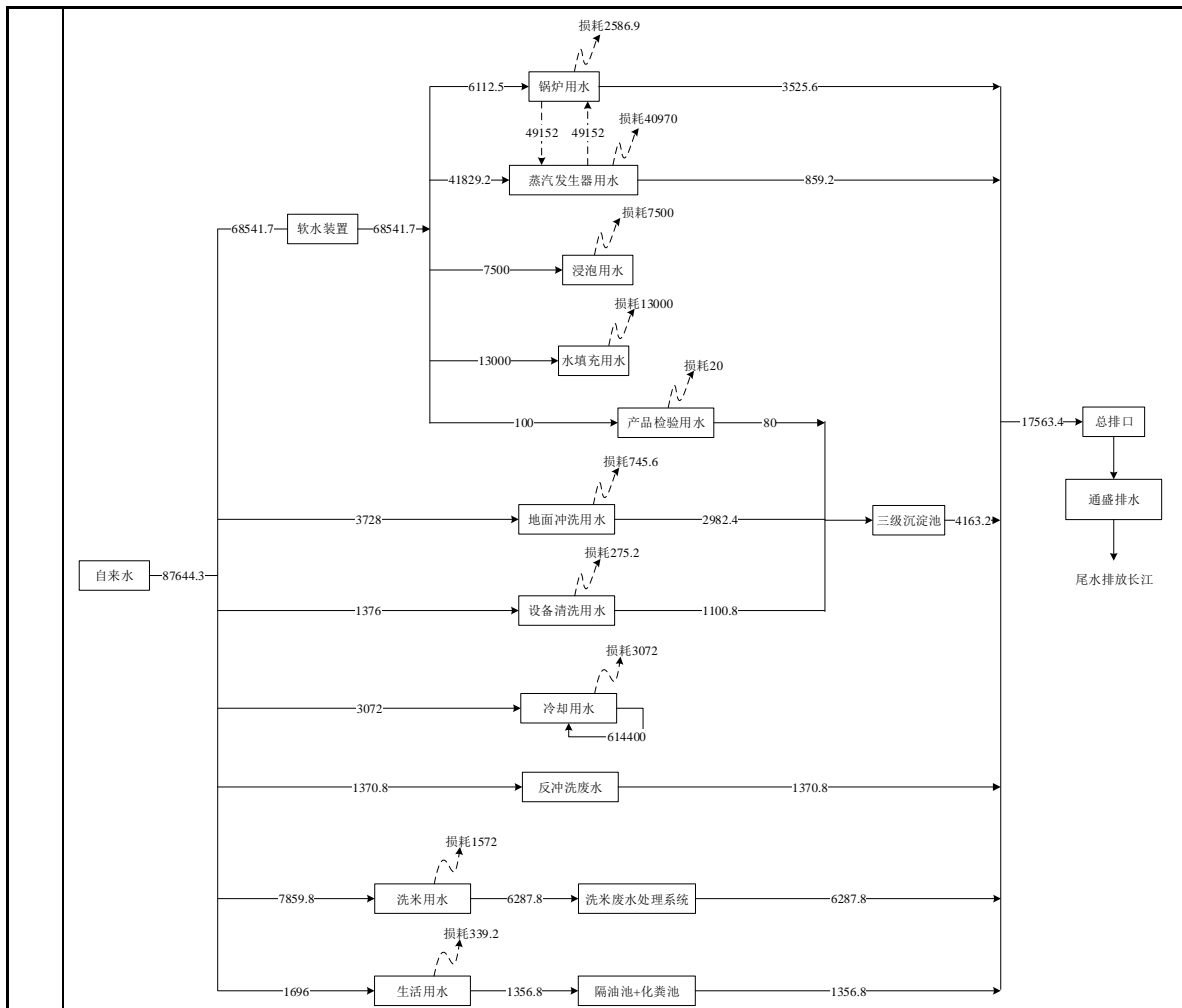 损耗2586.9
6112.5
锅炉用水
3525.6
49152
49152
损耗40970
41829.2
蒸汽发生器用水
859.2
68541.7
软水装置
68541.7
损耗7500
7500
浸泡用水
损耗13000
13000
水填充用水
损耗20
100
产品检验用水
80
17563.4
总排口
损耗745.6
3728
地面冲洗用水
2982.4
三级沉淀池
4163.2
通盛排水
自来水
87644.3
损耗275.2
尾水排放长江
1376
设备清洗用水
1100.8
损耗3072
3072
冷却用水
614400
1370.8
反冲洗废水
1370.8
损耗1572
7859.8
洗米用水
6287.8
洗米废水处理系统
6287.8
损耗339.2
1696
生活用水
1356.8
隔油池+化粪池
1356.8